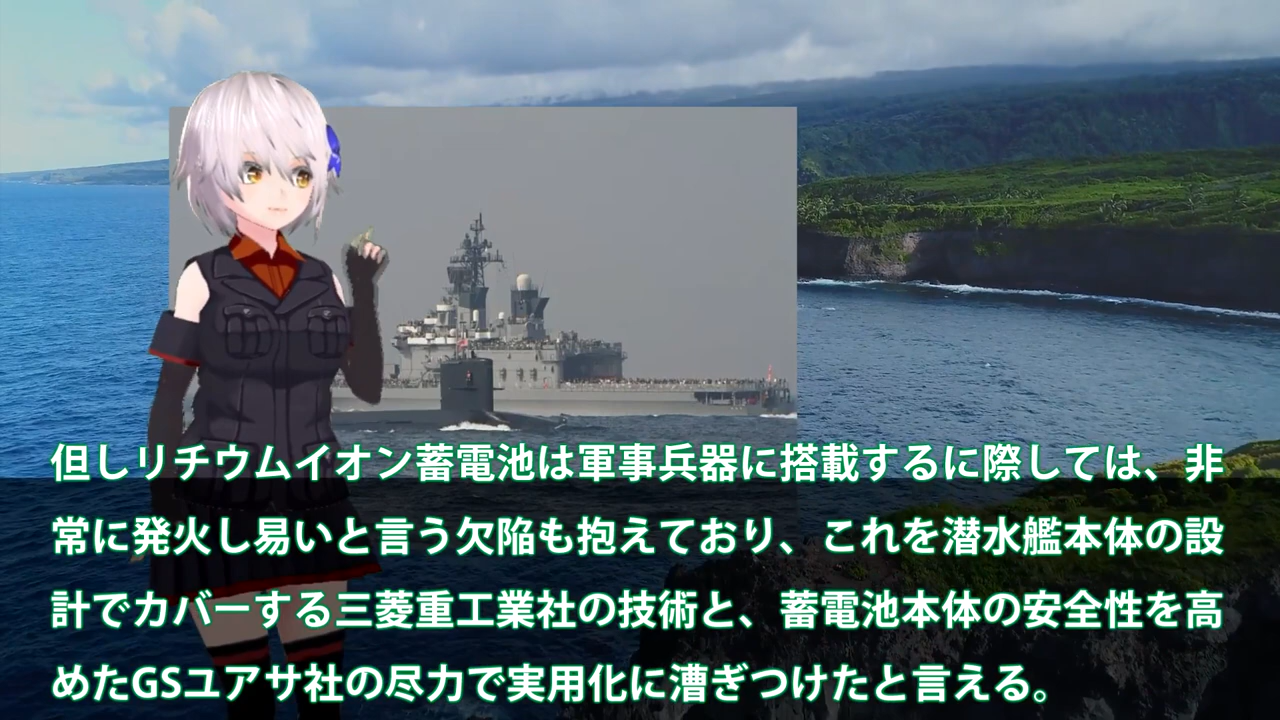 但しリチウムイオン蓄電池は軍事兵器に搭載するに際しては、非
常に発火し易いと言う欠陥も抱えており、これを潜水艦本体の設
計でカバーする三菱重工業社の技術と、蓄電池本体の安全性を高
めたGSユアサ社の尽力で実用化に漕ぎつけたと言える。